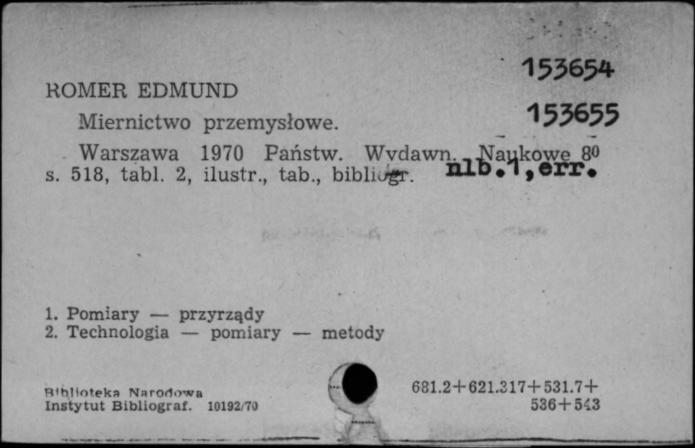 153654
ROMER EDMUND
153655
Miernictwo przemysłowe.
Warszawa 1970 Państw. Wydawn. Naukowe 8⁰
s. 518, tabl. 2, ilustr., tab., bibliogr. nlb.1, err.
1. Pomiary — przyrządy
2. Technologia — pomiary — metody
Biblioteka Narodowa
Instytut Bibliograf. 10192/70
681.2+621.317+531.7+
536+543